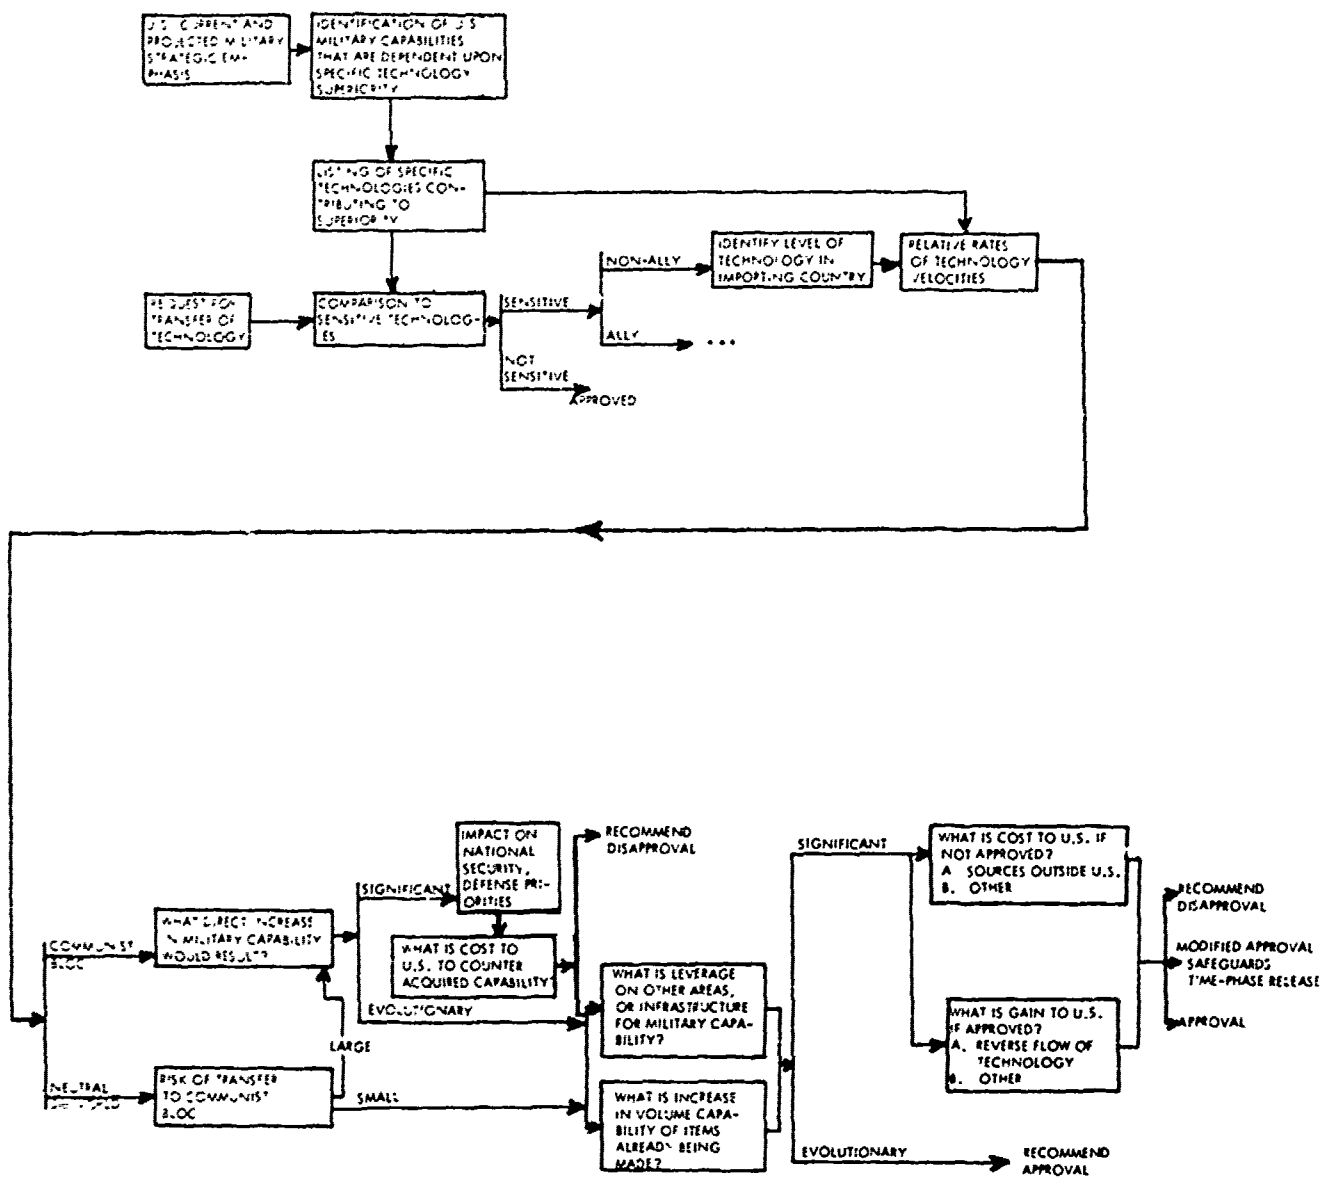 U.S. CURRENT AND
PROJECTED MILITARY
STRATEGIC EM-
PHASIS
IDENTIFICATION OF U.S.
MILITARY CAPABILITIES
THAT ARE DEPENDENT UPON
SPECIFIC TECHNOLOGY
SUPERIORITY
LISTING OF SPECIFIC
TECHNOLOGIES CON-
TRIBUTING TO
SUPERIORITY
REQUEST FOR
TRANSFER OF
TECHNOLOGY
COMPARISON TO
SENSITIVE TECHNOLOG-
IES
SENSITIVE
NOT
SENSITIVE
APPROVED
NON-ALLY
ALLY
...
IDENTIFY LEVEL OF
TECHNOLOGY IN
IMPORTING COUNTRY
RELATIVE RATES
OF TECHNOLOGY
VELOCITIES
COMMUNIST
BLOC
NEUTRAL
WHAT DIRECT INCREASE
IN MILITARY CAPABILITY
WOULD RESULT?
RISK OF TRANSFER
TO COMMUNIST
BLOC
LARGE
SMALL
SIGNIFICANT
EVOLUTIONARY
IMPACT ON
NATIONAL
SECURITY,
DEFENSE PRI-
ORITIES
WHAT IS COST TO
U.S. TO COUNTER
ACQUIRED CAPABILITY
RECOMMEND
DISAPPROVAL
WHAT IS LEVERAGE
ON OTHER AREAS,
OR INFRASTRUCTURE
FOR MILITARY CAPA-
BILITY?
WHAT IS INCREASE
IN VOLUME CAPA-
BILITY OF ITEMS
ALREADY BEING
MADE?
SIGNIFICANT
EVOLUTIONARY
RECOMMEND
APPROVAL
WHAT IS COST TO U.S. IF
NOT APPROVED?
A SOURCES OUTSIDE U.S.
B. OTHER
WHAT IS GAIN TO U.S.
IF APPROVED?
A. REVERSE FLOW OF
TECHNOLOGY
B. OTHER
RECOMMEND
DISAPPROVAL
MODIFIED APPROVAL
SAFEGUARDS
TIME-PHASE RELEASE
APPROVAL